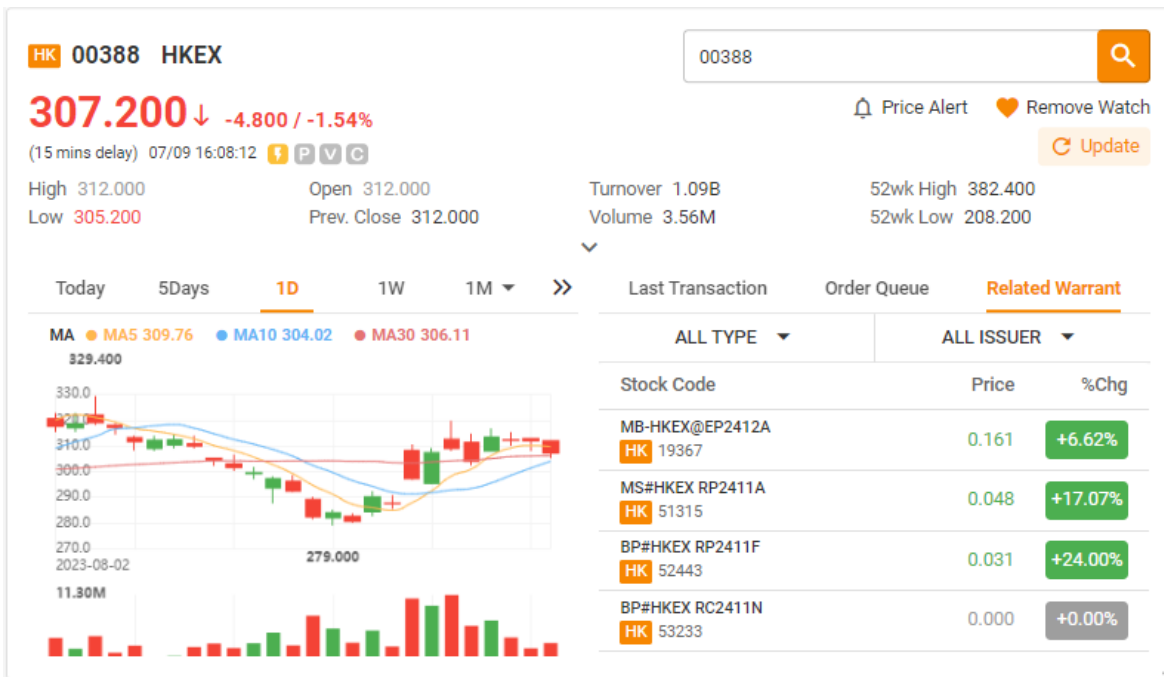 HK 00388 HKEX
00388
307.200↓ -4.800 / -1.54%
Price Alert Remove Watch
(15 mins delay) 07/09 16:08:12 P V C
Update
High 312.000 Open 312.000 Turnover 1.09B 52wk High 382.400
Low 305.200 Prev. Close 312.000 Volume 3.56M 52wk Low 208.200
Today 5Days 1D 1W 1M
MA MA5 309.76 MA10 304.02 MA30 306.11
329.400
330.0
320.0
310.0
300.0
290.0
280.0
270.0
279.000
2023-08-02
11.30M
Last Transaction Order Queue Related Warrant
ALL TYPE ALL ISSUER
Stock Code Price %Chg
MB-HKEX@EP2412A
HK 19367 0.161 +6.62%
MS#HKEX RP2411A
HK 51315 0.048 +17.07%
BP#HKEX RP2411F
HK 52443 0.031 +24.00%
BP#HKEX RC2411N
HK 53233 0.000 +0.00%